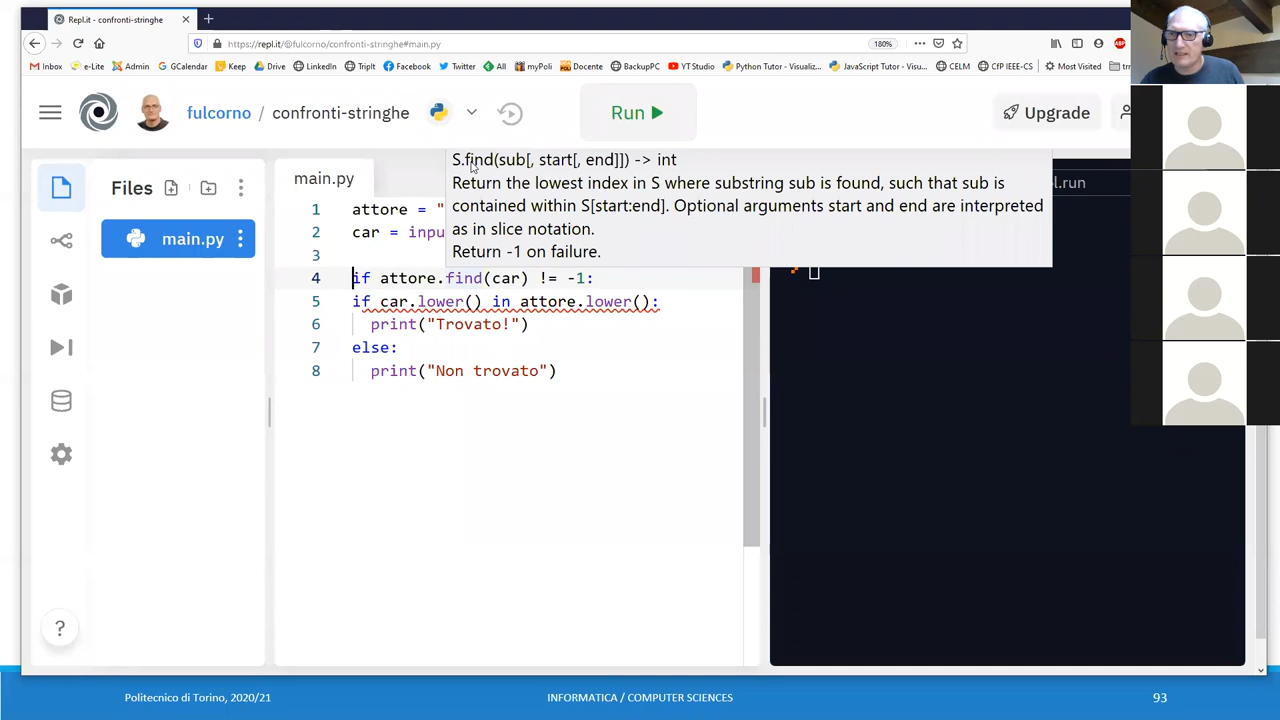 Repl.it - confronti-stringhe
https://repl.it/@fulcorno/confronti-stringhe#main.py
180%
Inbox e-Lite Admin GCalendar Keep Drive LinkedIn TripIt Facebook Twitter All myPoli Docente BackupPC YT Studio Python Tutor - Visualiz... JavaScript Tutor - Visu... CELM CfP IEEE-CS Most Visited
ABP
fulcorno / confronti-stringhe
Run
Upgrade
Files
main.py
main.py
S.find(sub[, start[, end]]) -> int
Return the lowest index in S where substring sub is found, such that sub is
contained within S[start:end]. Optional arguments start and end are interpreted
as in slice notation.
Return -1 on failure.
l.run
1 attore = "
2 car = inpu
3
4 if attore.find(car) != -1:
5 if car.lower() in attore.lower():
6 print("Trovato!")
7 else:
8 print("Non trovato")
?
Politecnico di Torino, 2020/21
INFORMATICA / COMPUTER SCIENCES
93